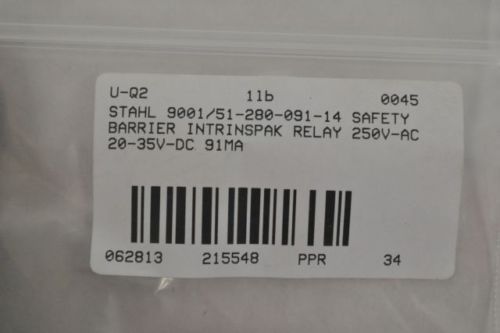 U-Q2 1lb 0045
STAHL 9001/51-280-091-14 SAFETY
BARRIER INTRINSPAK RELAY 250V-AC
20-35V-DC 91MA
062813 215548 PPR 34